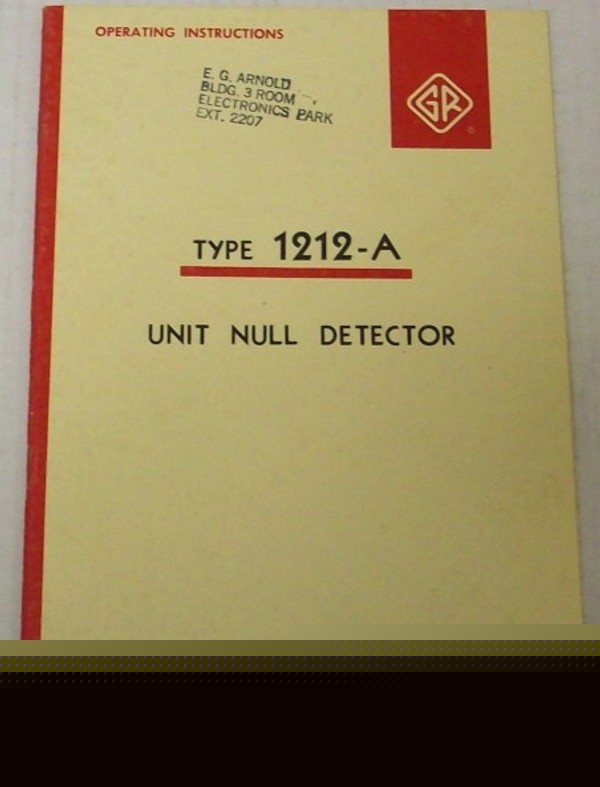 OPERATING INSTRUCTIONS
E. G. ARNOLD
BLDG. 3 ROOM
ELECTRONICS PARK
EXT. 2207
GR
®
TYPE 1212-A
UNIT NULL DETECTOR